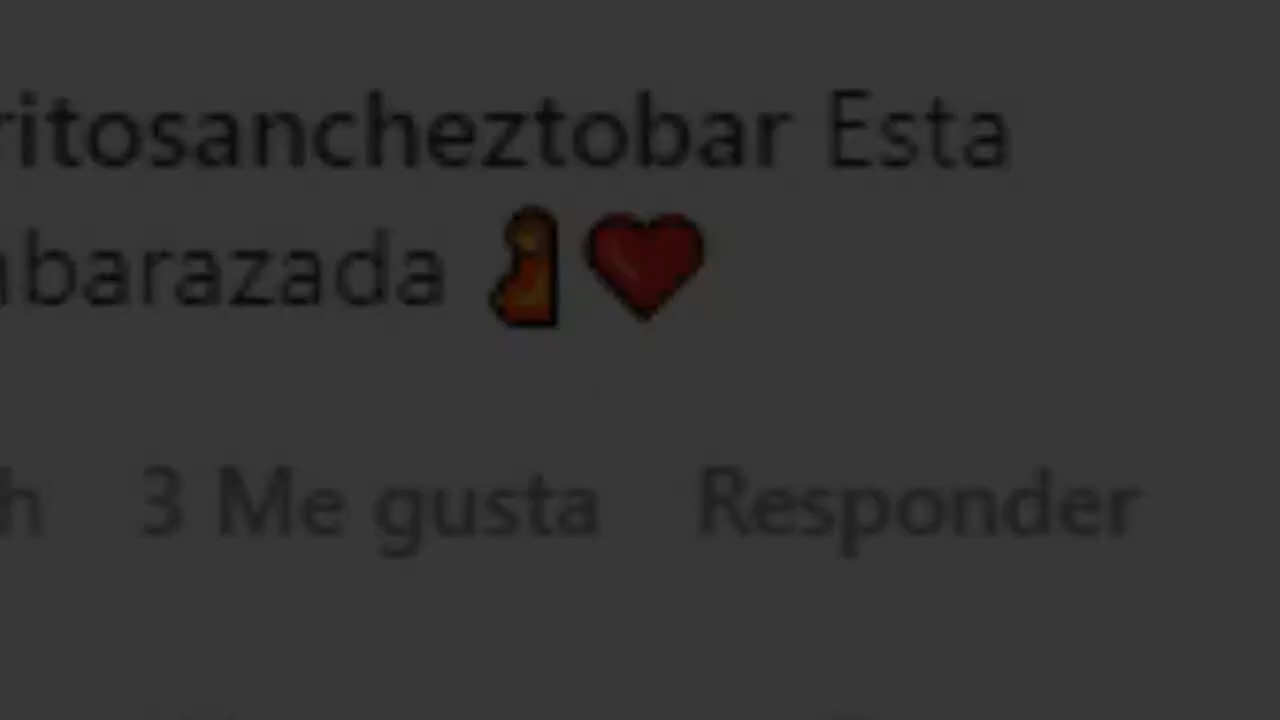 ritosancheztobar Esta
barazada 🤰❤️
h 3 Me gusta Responder